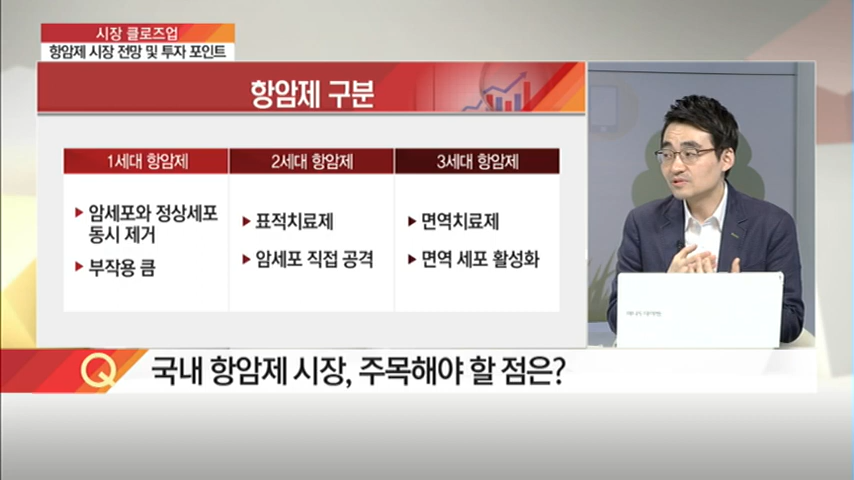 시장 클로즈업
항암제 시장 전망 및 투자 포인트
항암제 구분
1세대 항암제
암세포와 정상세포
동시 제거
부작용 큼
2세대 항암제
표적치료제
암세포 직접 공격
3세대 항암제
면역치료제
면역 세포 활성화
Q 국내 항암제 시장, 주목해야 할 점은?